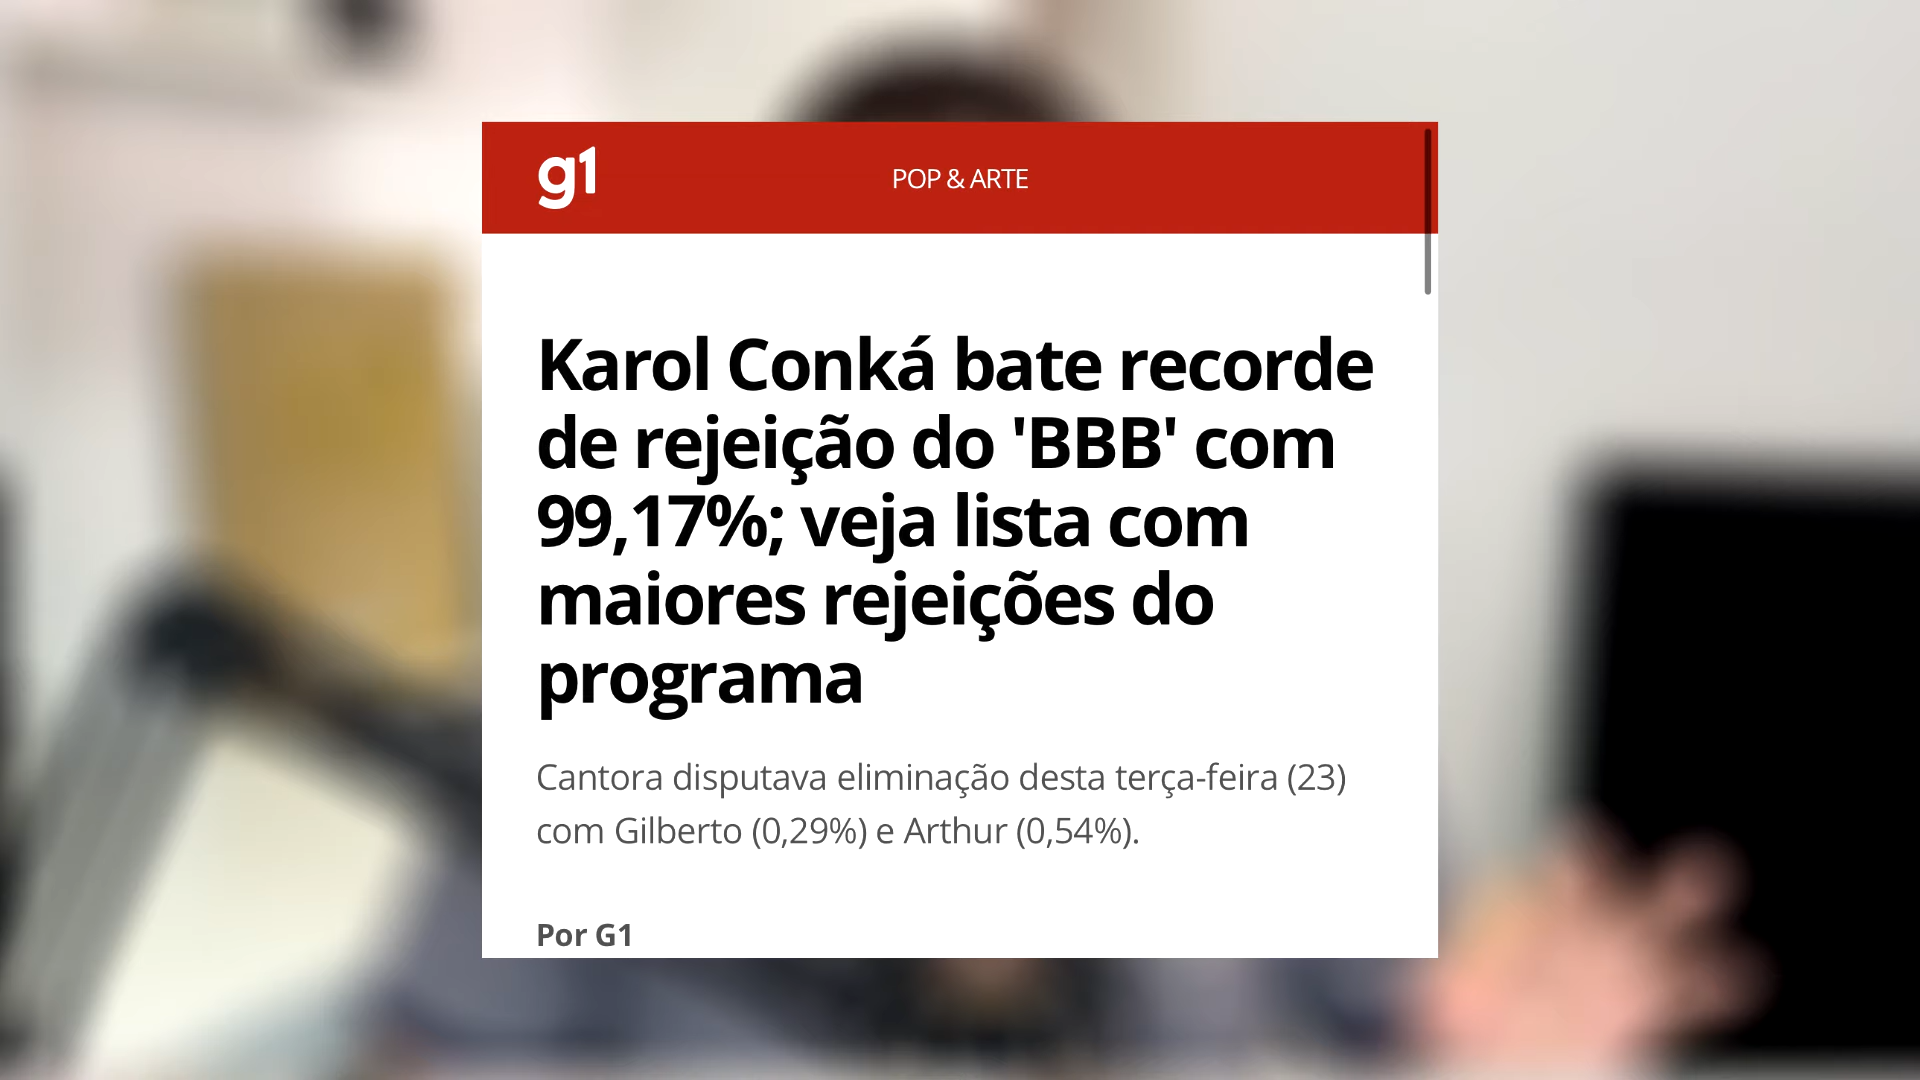 g1
POP & ARTE
Karol Conká bate recorde
de rejeição do 'BBB' com
99,17%; veja lista com
maiores rejeições do
programa
Cantora disputava eliminação desta terça-feira (23)
com Gilberto (0,29%) e Arthur (0,54%).
Por G1